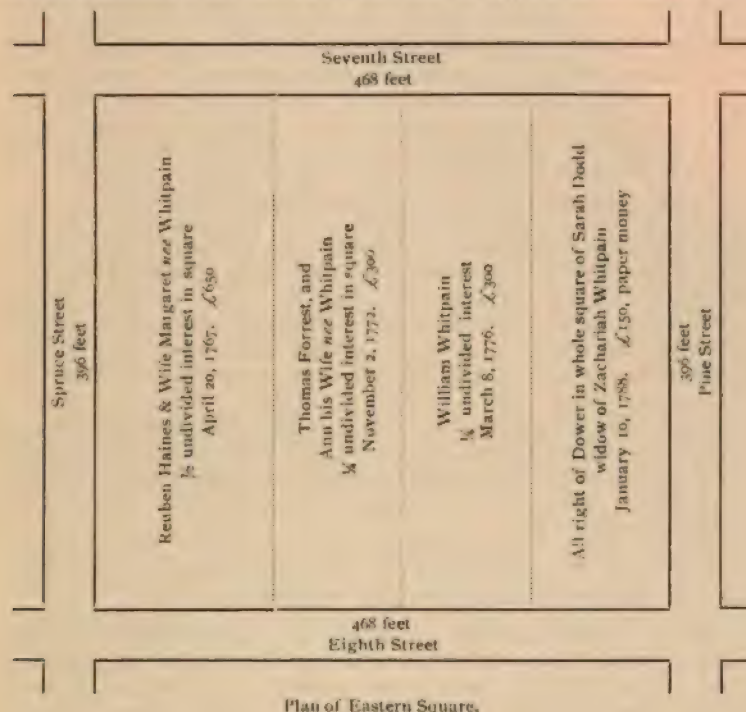 Seventh Street
468 feet
Spruce Street
396 feet
Reuben Haines & Wife Margaret nee Whitpain
½ undivided interest in square
April 20, 1767. £650
Thomas Forrest, and
Ann his Wife nee Whitpain
¼ undivided interest in square
November 2, 1772. £300
William Whitpain
¼ undivided interest
March 8, 1776. £300
All right of Dower in whole square of Sarah Dodd
widow of Zachariah Whitpain
January 10, 1788. £150, paper money
396 feet
Pine Street
468 feet
Eighth Street
Plan of Eastern Square.